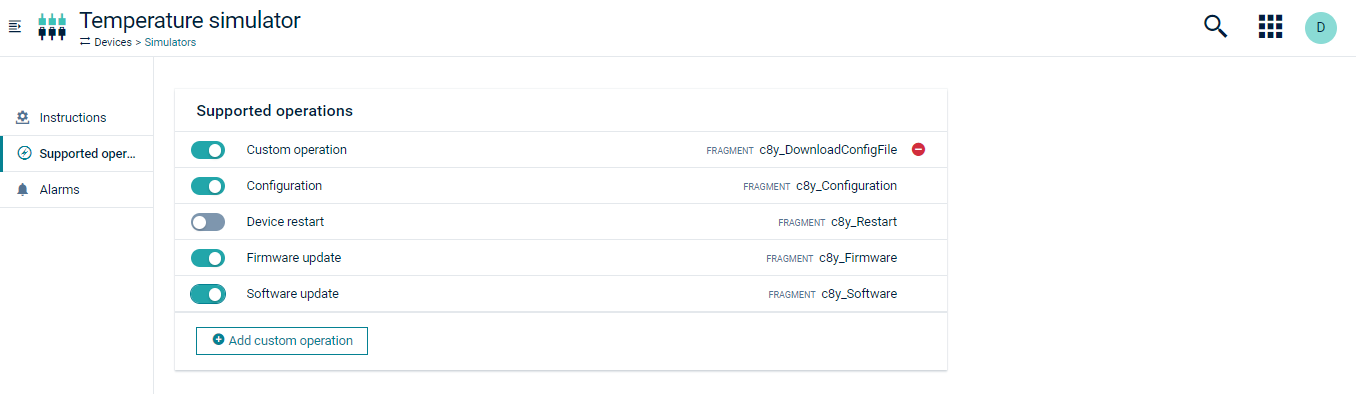 Temperature simulator
Devices > Simulators
D
Instructions
Supported oper...
Alarms
Supported operations
Custom operation FRAGMENT c8y_DownloadConfigFile
Configuration FRAGMENT c8y_Configuration
Device restart FRAGMENT c8y_Restart
Firmware update FRAGMENT c8y_Firmware
Software update FRAGMENT c8y_Software
Add custom operation